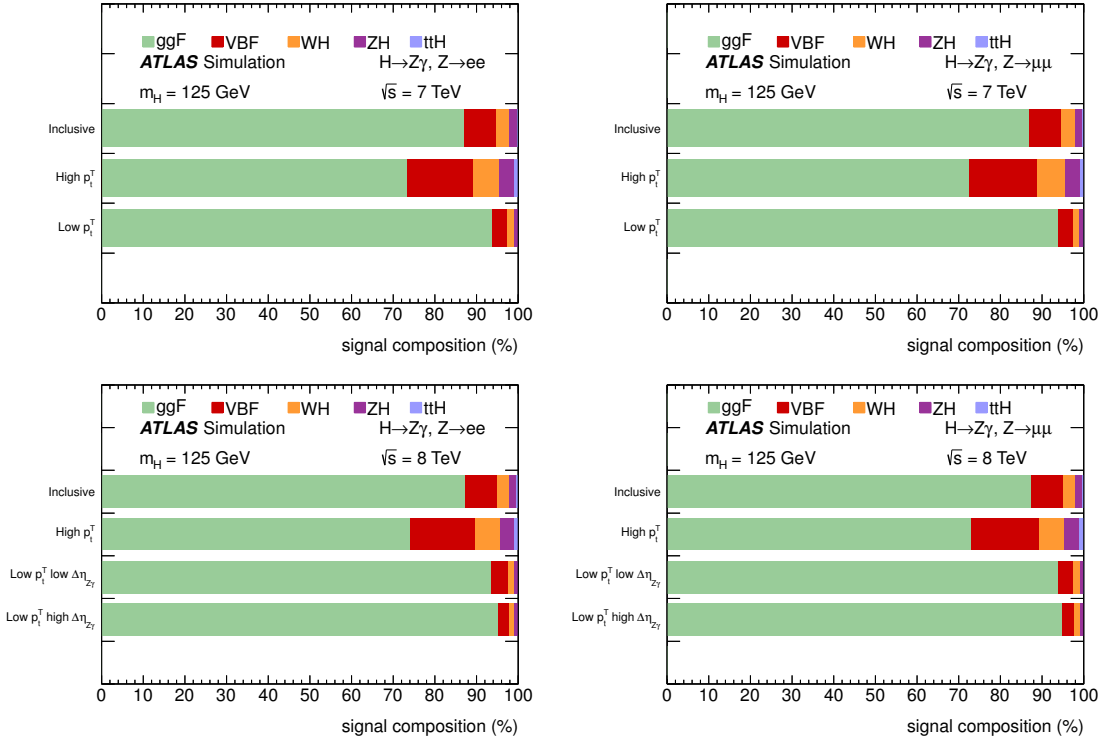 ggF VBF WH ZH ttH
ATLAS Simulation H→Zγ, Z→ee
m_H = 125 GeV √s = 7 TeV
Inclusive
High p_t^T
Low p_t^T
0 10 20 30 40 50 60 70 80 90 100
signal composition (%)
ggF VBF WH ZH ttH
ATLAS Simulation H→Zγ, Z→μμ
m_H = 125 GeV √s = 7 TeV
Inclusive
High p_t^T
Low p_t^T
0 10 20 30 40 50 60 70 80 90 100
signal composition (%)
ggF VBF WH ZH ttH
ATLAS Simulation H→Zγ, Z→ee
m_H = 125 GeV √s = 8 TeV
Inclusive
High p_t^T
Low p_t^T low Δη_Zγ
Low p_t^T high Δη_Zγ
0 10 20 30 40 50 60 70 80 90 100
signal composition (%)
ggF VBF WH ZH ttH
ATLAS Simulation H→Zγ, Z→μμ
m_H = 125 GeV √s = 8 TeV
Inclusive
High p_t^T
Low p_t^T low Δη_Zγ
Low p_t^T high Δη_Zγ
0 10 20 30 40 50 60 70 80 90 100
signal composition (%)